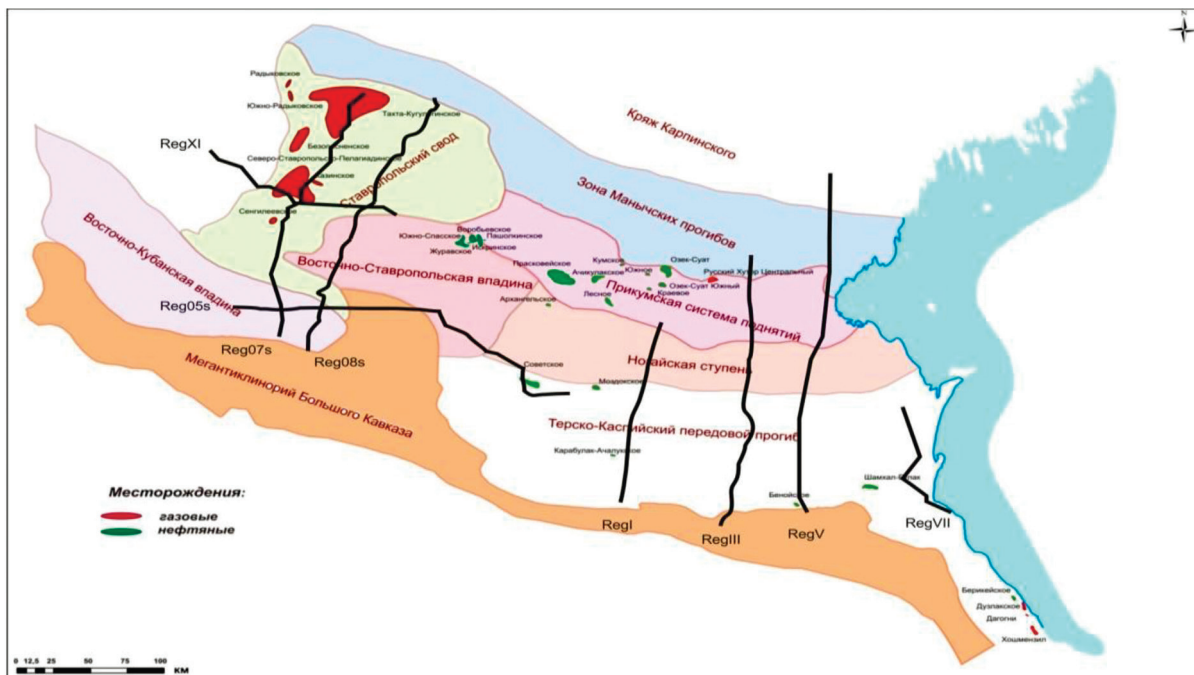 N
Радыковское
Южно-Радыковское
Тахта-Кугультинское
Кряж Карпинского
Безопасненское
RegXI
Северо-Ставропольско-Пелагиадинское
Казинское
Ставропольский свод
Зона Манычских прогибов
Сенгилеевское
Восточно-Кубанская впадина
Воробьевское
Южно-Спасское
Пашолкинское
Журавское
Искринское
Восточно-Ставропольская впадина
Прасковейское
Кумское
Озек-Суат
Ачикулакское
Южное
Русский Хутор Центральный
Озек-Суат Южный
Краевое
Прикумская система поднятий
Архангельское
Лесное
Reg05s
Reg07s
Reg08s
Ногайская ступень
Советское
Моздокское
Мегантиклинорий Большого Кавказа
Терско-Каспийский передовой прогиб
Карабулак-Ачалукское
Шамхал-Булак
Бенойское
Месторождения:
газовые
нефтяные
RegI
RegIII
RegV
RegVII
Берикейское
Дузлакское
Дагогни
Хошмензил
0 12,5 25 50 75 100
км